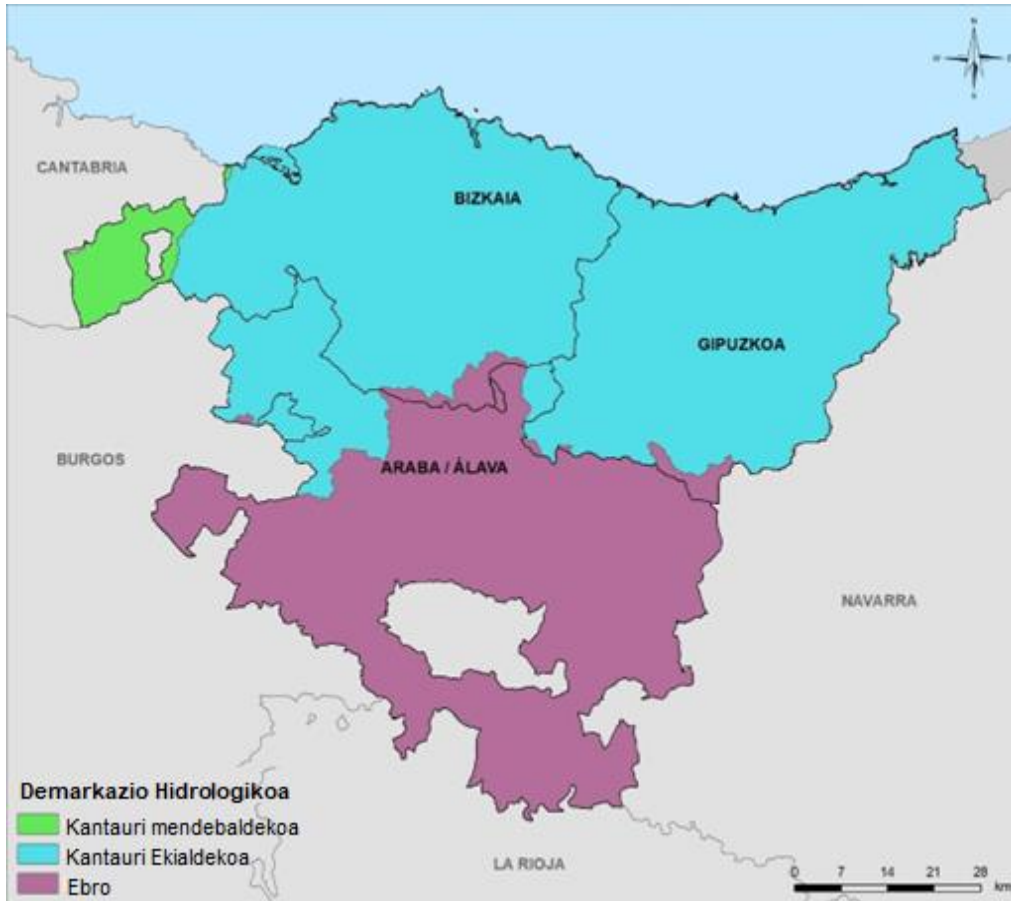 N
CANTABRIA
BIZKAIA
GIPUZKOA
BURGOS
ARABA / ÁLAVA
NAVARRA
LA RIOJA
Demarkazio Hidrologikoa
Kantauri mendebaldekoa
Kantauri Ekialdekoa
Ebro
0 7 14 21 28
km